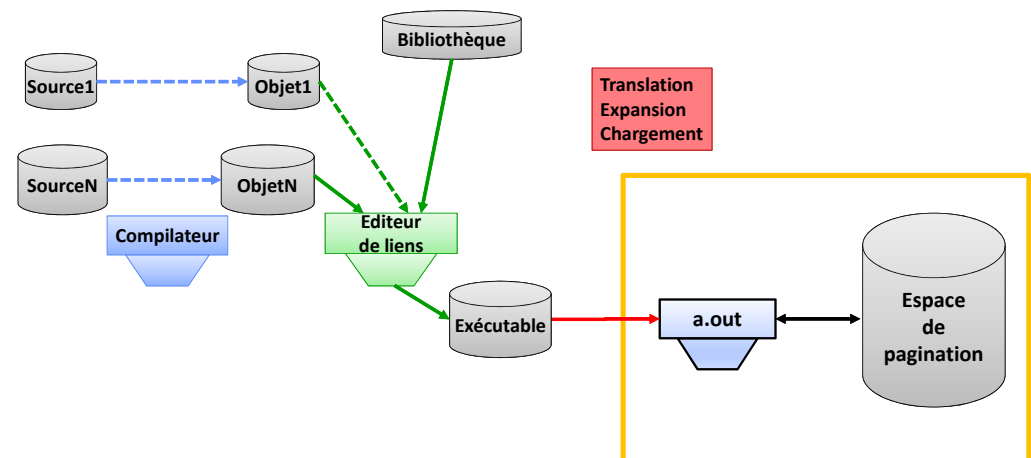 Bibliothèque
Source1
Objet1
Translation
Expansion
Chargement
SourceN
ObjetN
Compilateur
Editeur
de liens
Exécutable
a.out
Espace
de
pagination